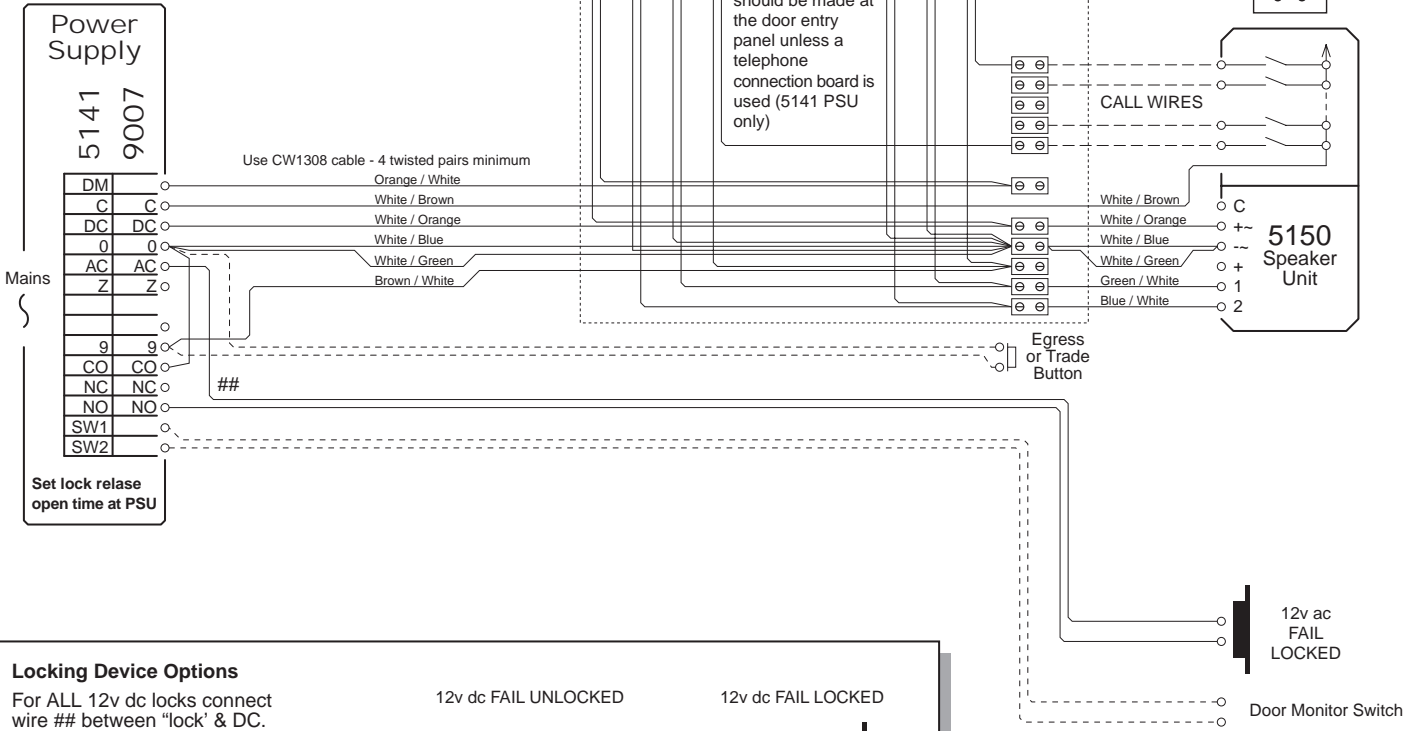 should be made at
the door entry
panel unless a
telephone
connection board is
used (5141 PSU
only)
Power
Supply
5141
9007
CALL WIRES
Use CW1308 cable - 4 twisted pairs minimum
DM
Orange / White
C C
White / Brown
White / Brown
C
DC DC
White / Orange
White / Orange
+~
0 0
White / Blue
White / Blue
-~
AC AC
White / Green
White / Green
+
Z Z
Brown / White
Green / White
1
Blue / White
2
5150
Speaker
Unit
Mains
9 9
CO CO
NC NC
NO NO
SW1
SW2
##
Egress
or Trade
Button
Set lock relase
open time at PSU
12v ac
FAIL
LOCKED
Door Monitor Switch
Locking Device Options
For ALL 12v dc locks connect
wire ## between "lock' & DC.
12v dc FAIL UNLOCKED
12v dc FAIL LOCKED